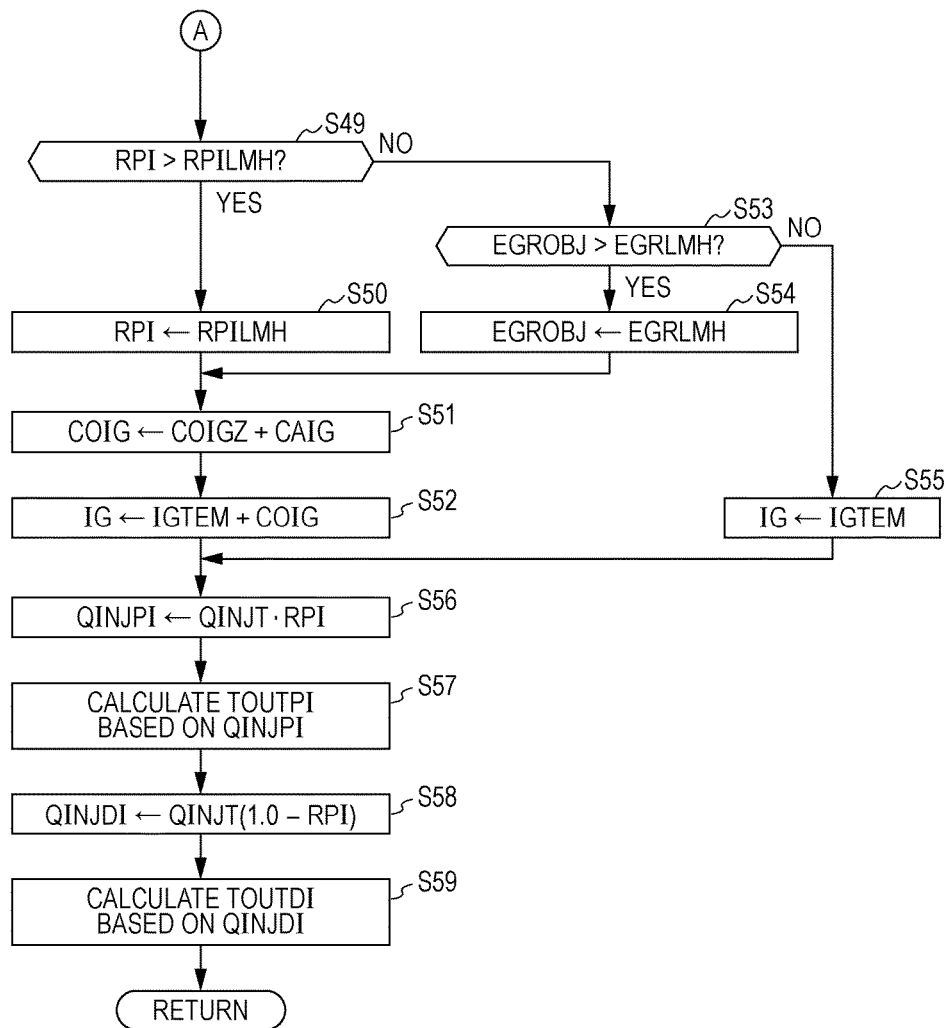 A
S49
RPI > RPILMH?
NO
YES
S53
EGROBJ > EGRLMH?
NO
YES
S50
RPI ← RPILMH
S54
EGROBJ ← EGRLMH
S51
COIG ← COIGZ + CAIG
S52
IG ← IGTEM + COIG
S55
IG ← IGTEM
S56
QINJPI ← QINJT · RPI
S57
CALCULATE TOUTPI
BASED ON QINJPI
S58
QINJDI ← QINJT(1.0 – RPI)
S59
CALCULATE TOUTDI
BASED ON QINJDI
RETURN